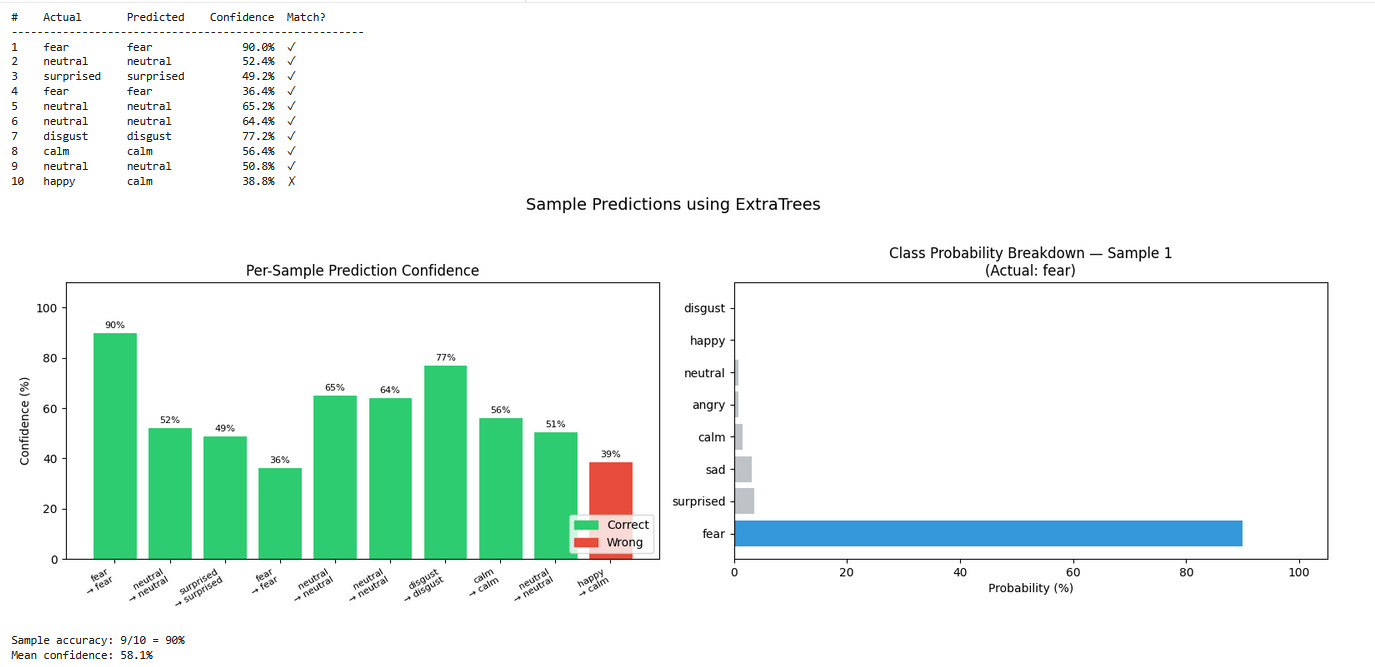 #    Actual       Predicted    Confidence  Match?
-------------------------------------------------------
1    fear         fear              90.0%  ✓
2    neutral      neutral           52.4%  ✓
3    surprised    surprised         49.2%  ✓
4    fear         fear              36.4%  ✓
5    neutral      neutral           65.2%  ✓
6    neutral      neutral           64.4%  ✓
7    disgust      disgust           77.2%  ✓
8    calm         calm              56.4%  ✓
9    neutral      neutral           50.8%  ✓
10   happy        calm              38.8%  ✗
Sample Predictions using ExtraTrees
Per-Sample Prediction Confidence
Confidence (%)
100
80
60
40
20
0
90%
52%
49%
36%
65%
64%
77%
56%
51%
39%
Correct
Wrong
fear
→ fear
neutral
→ neutral
surprised
→ surprised
fear
→ fear
neutral
→ neutral
neutral
→ neutral
disgust
→ disgust
calm
→ calm
neutral
→ neutral
happy
→ calm
Class Probability Breakdown — Sample 1
(Actual: fear)
disgust
happy
neutral
angry
calm
sad
surprised
fear
0
20
40
60
80
100
Probability (%)
Sample accuracy: 9/10 = 90%
Mean confidence: 58.1%